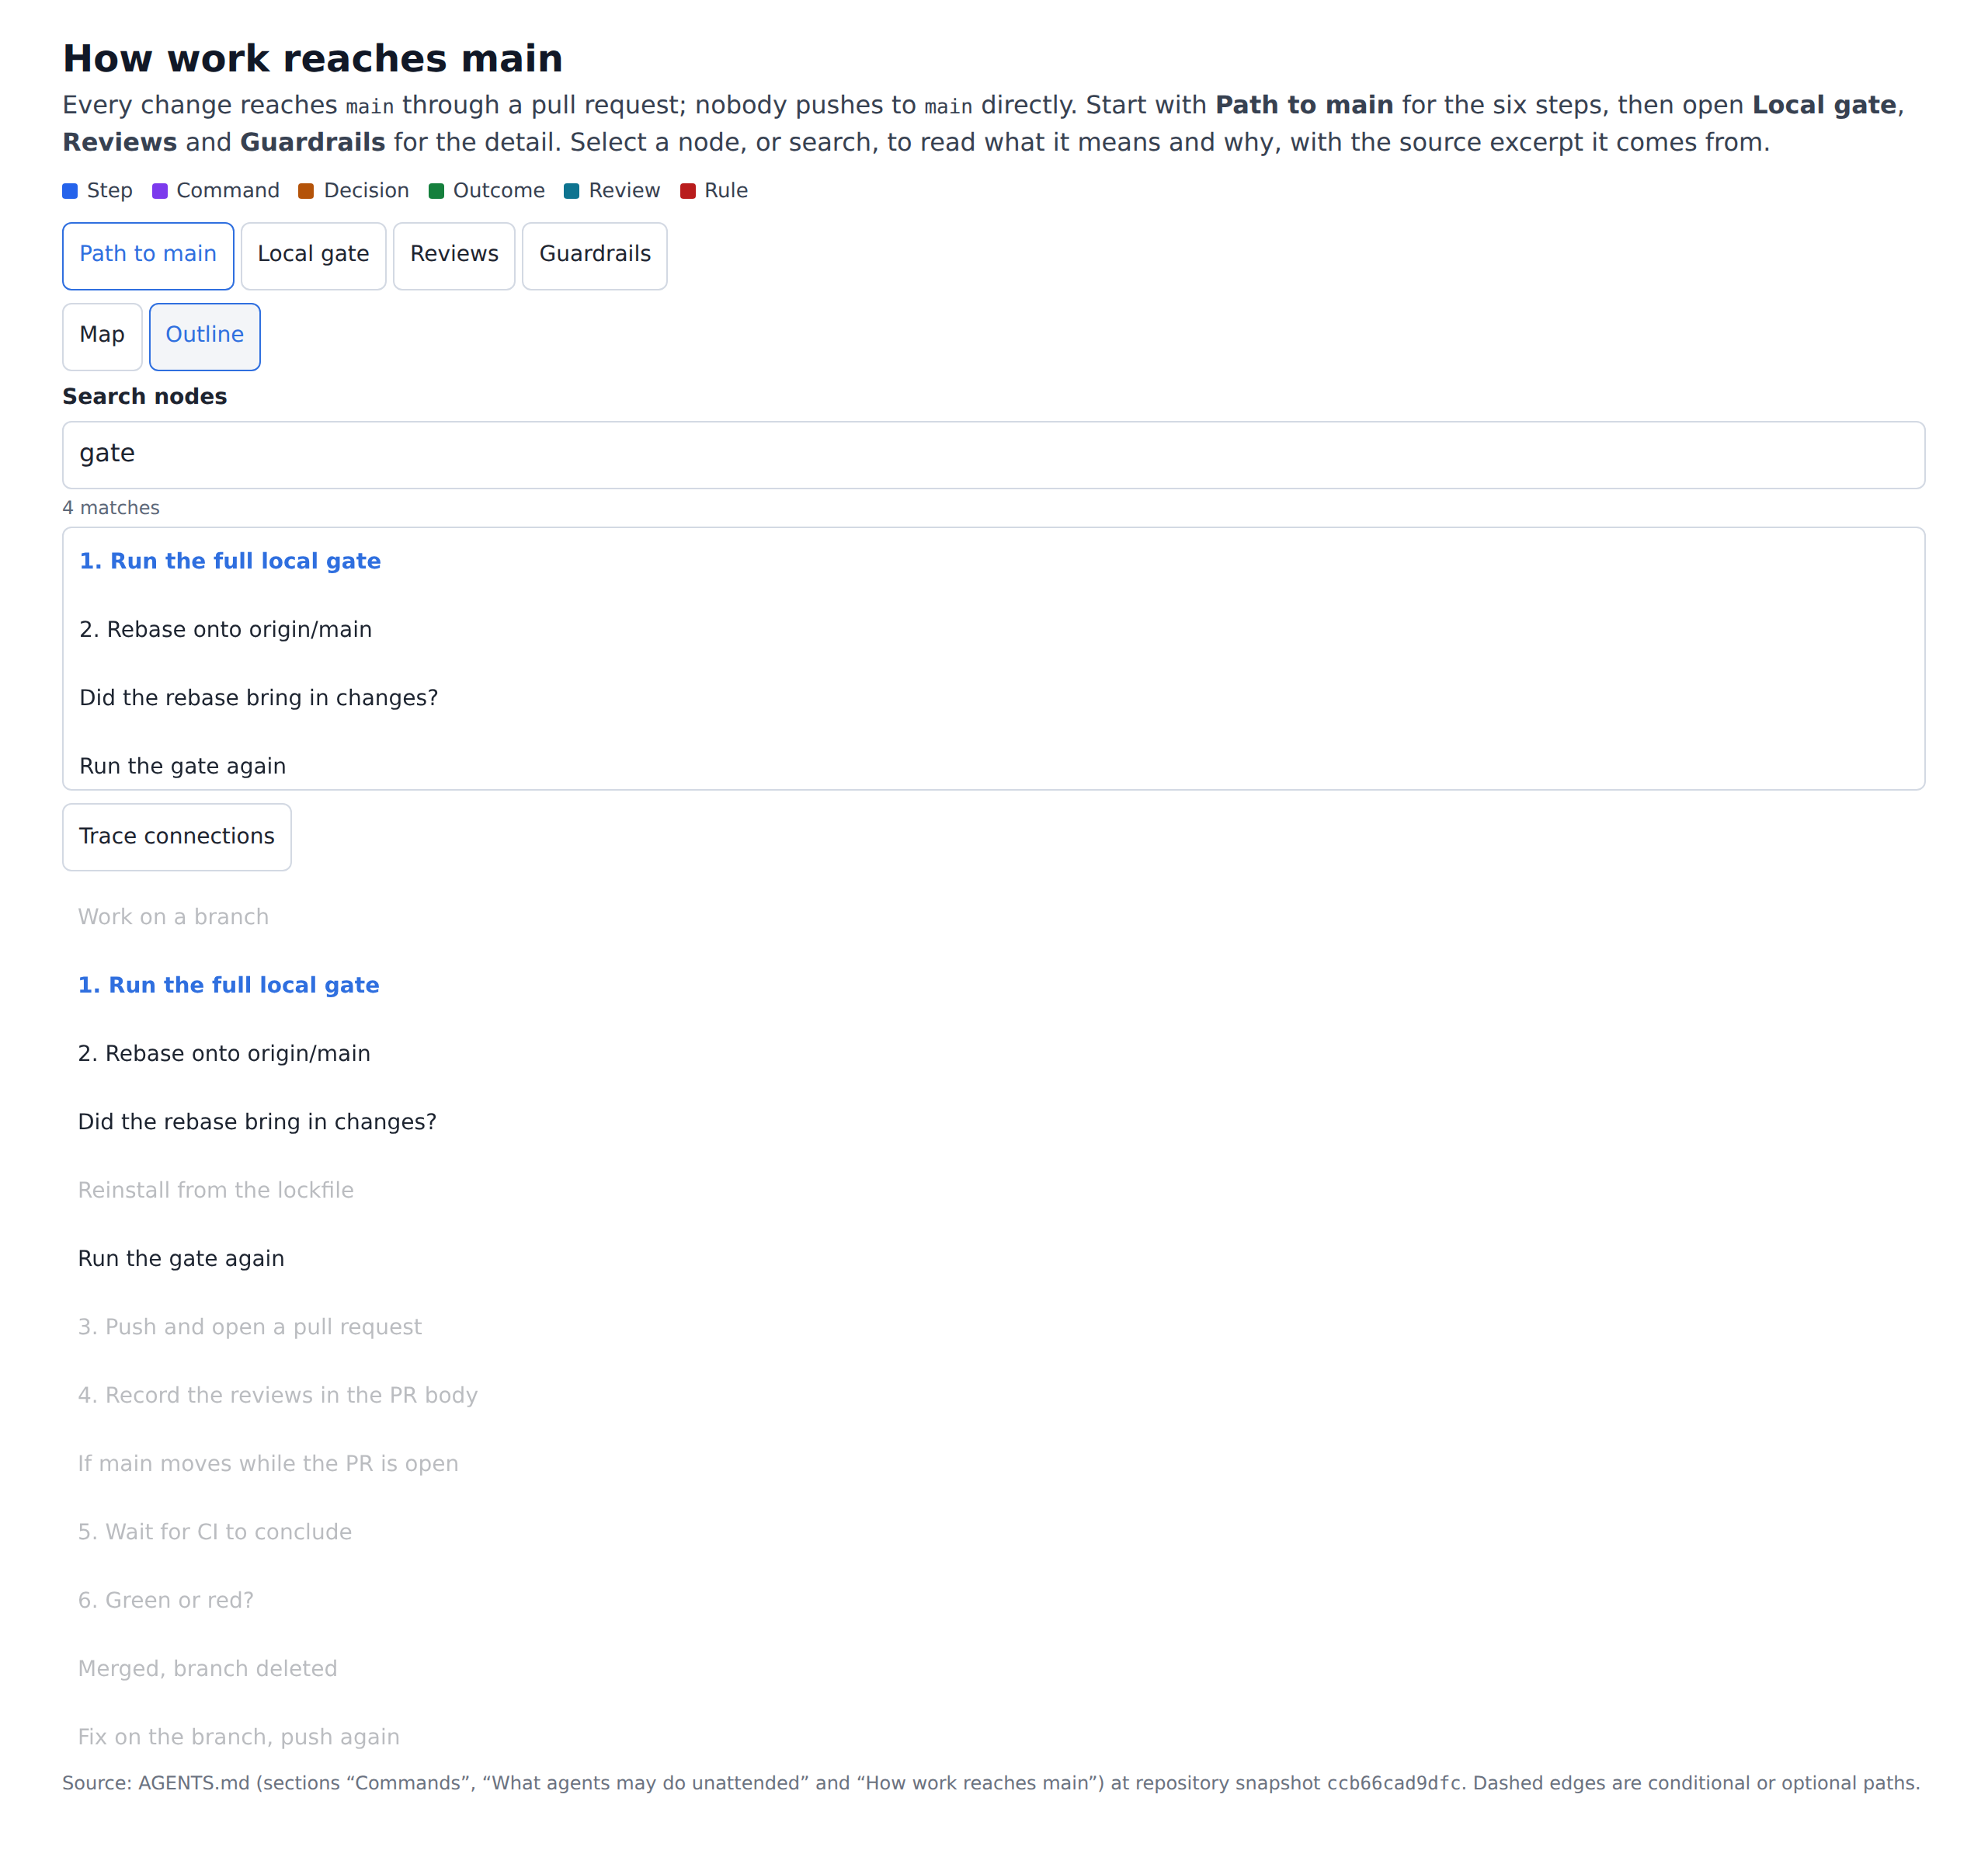 How work reaches main
Every change reaches main through a pull request; nobody pushes to main directly. Start with Path to main for the six steps, then open Local gate,
Reviews and Guardrails for the detail. Select a node, or search, to read what it means and why, with the source excerpt it comes from.
Step Command Decision Outcome Review Rule
Path to main Local gate Reviews Guardrails
Map Outline
Search nodes
gate
4 matches
1. Run the full local gate
2. Rebase onto origin/main
Did the rebase bring in changes?
Run the gate again
Trace connections
Work on a branch
1. Run the full local gate
2. Rebase onto origin/main
Did the rebase bring in changes?
Reinstall from the lockfile
Run the gate again
3. Push and open a pull request
4. Record the reviews in the PR body
If main moves while the PR is open
5. Wait for CI to conclude
6. Green or red?
Merged, branch deleted
Fix on the branch, push again
Source: AGENTS.md (sections “Commands”, “What agents may do unattended” and “How work reaches main”) at repository snapshot ccb66cad9dfc. Dashed edges are conditional or optional paths.